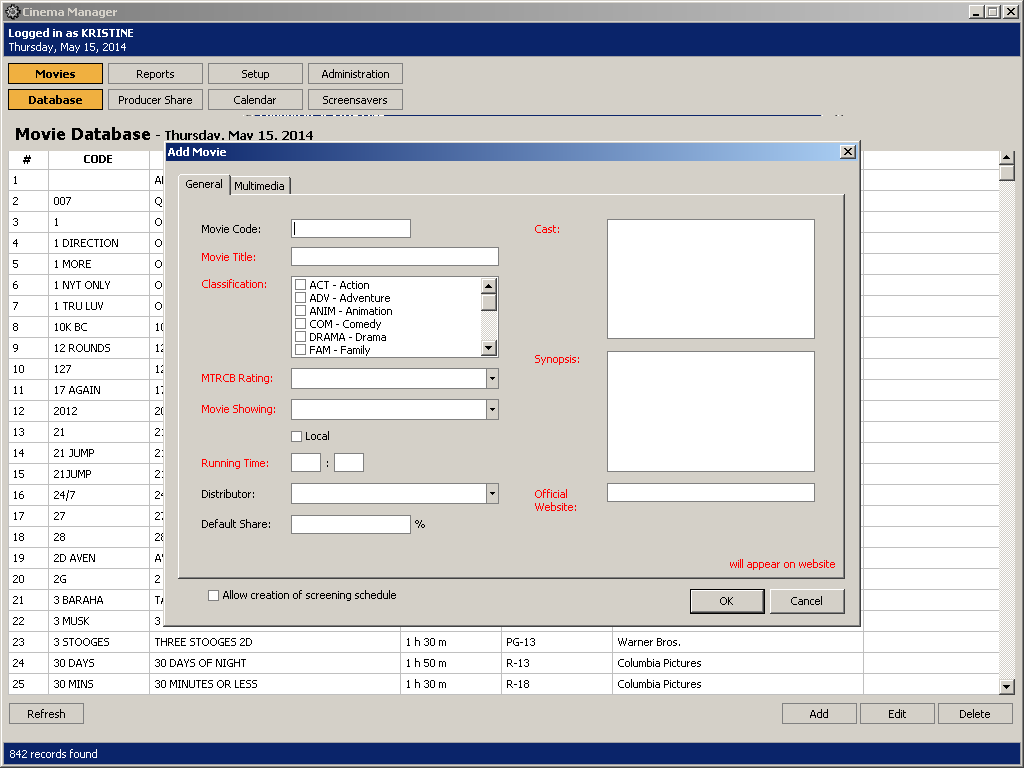 Cinema Manager
Logged in as KRISTINE
Thursday, May 15, 2014
Movies Reports Setup Administration
Database Producer Share Calendar Screensavers
Movie Database - Thursday, May 15, 2014
# CODE
1
2 007
3 1
4 1 DIRECTION
5 1 MORE
6 1 NYT ONLY
7 1 TRU LUV
8 10K BC
9 12 ROUNDS
10 127
11 17 AGAIN
12 2012
13 21
14 21 JUMP
15 21JUMP
16 24/7
17 27
18 28
19 2D AVEN
20 2G
21 3 BARAHA
22 3 MUSK
23 3 STOOGES THREE STOOGES 2D 1 h 30 m PG-13 Warner Bros.
24 30 DAYS 30 DAYS OF NIGHT 1 h 50 m R-13 Columbia Pictures
25 30 MINS 30 MINUTES OR LESS 1 h 30 m R-18 Columbia Pictures
Add Movie
General Multimedia
Movie Code:
Movie Title:
Classification:
ACT - Action
ADV - Adventure
ANIM - Animation
COM - Comedy
DRAMA - Drama
FAM - Family
MTRCB Rating:
Movie Showing:
Local
Running Time: :
Distributor:
Default Share: %
Cast:
Synopsis:
Official
Website:
will appear on website
Allow creation of screening schedule
OK Cancel
Refresh Add Edit Delete
842 records found